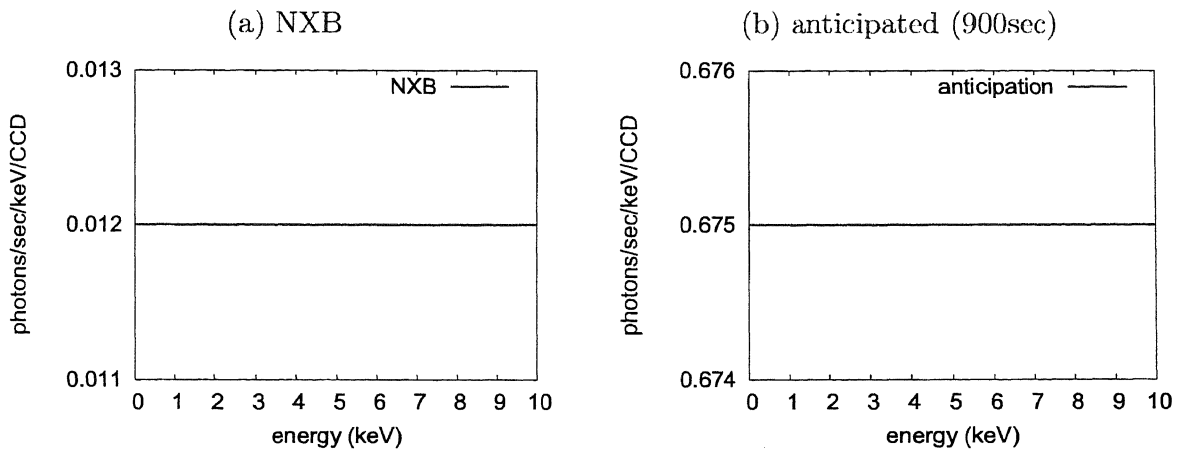 (a) NXB
(b) anticipated (900sec)
photons/sec/keV/CCD
0.013
0.012
0.011
NXB
0 1 2 3 4 5 6 7 8 9 10
energy (keV)
photons/sec/keV/CCD
0.676
0.675
0.674
anticipation
0 1 2 3 4 5 6 7 8 9 10
energy (keV)